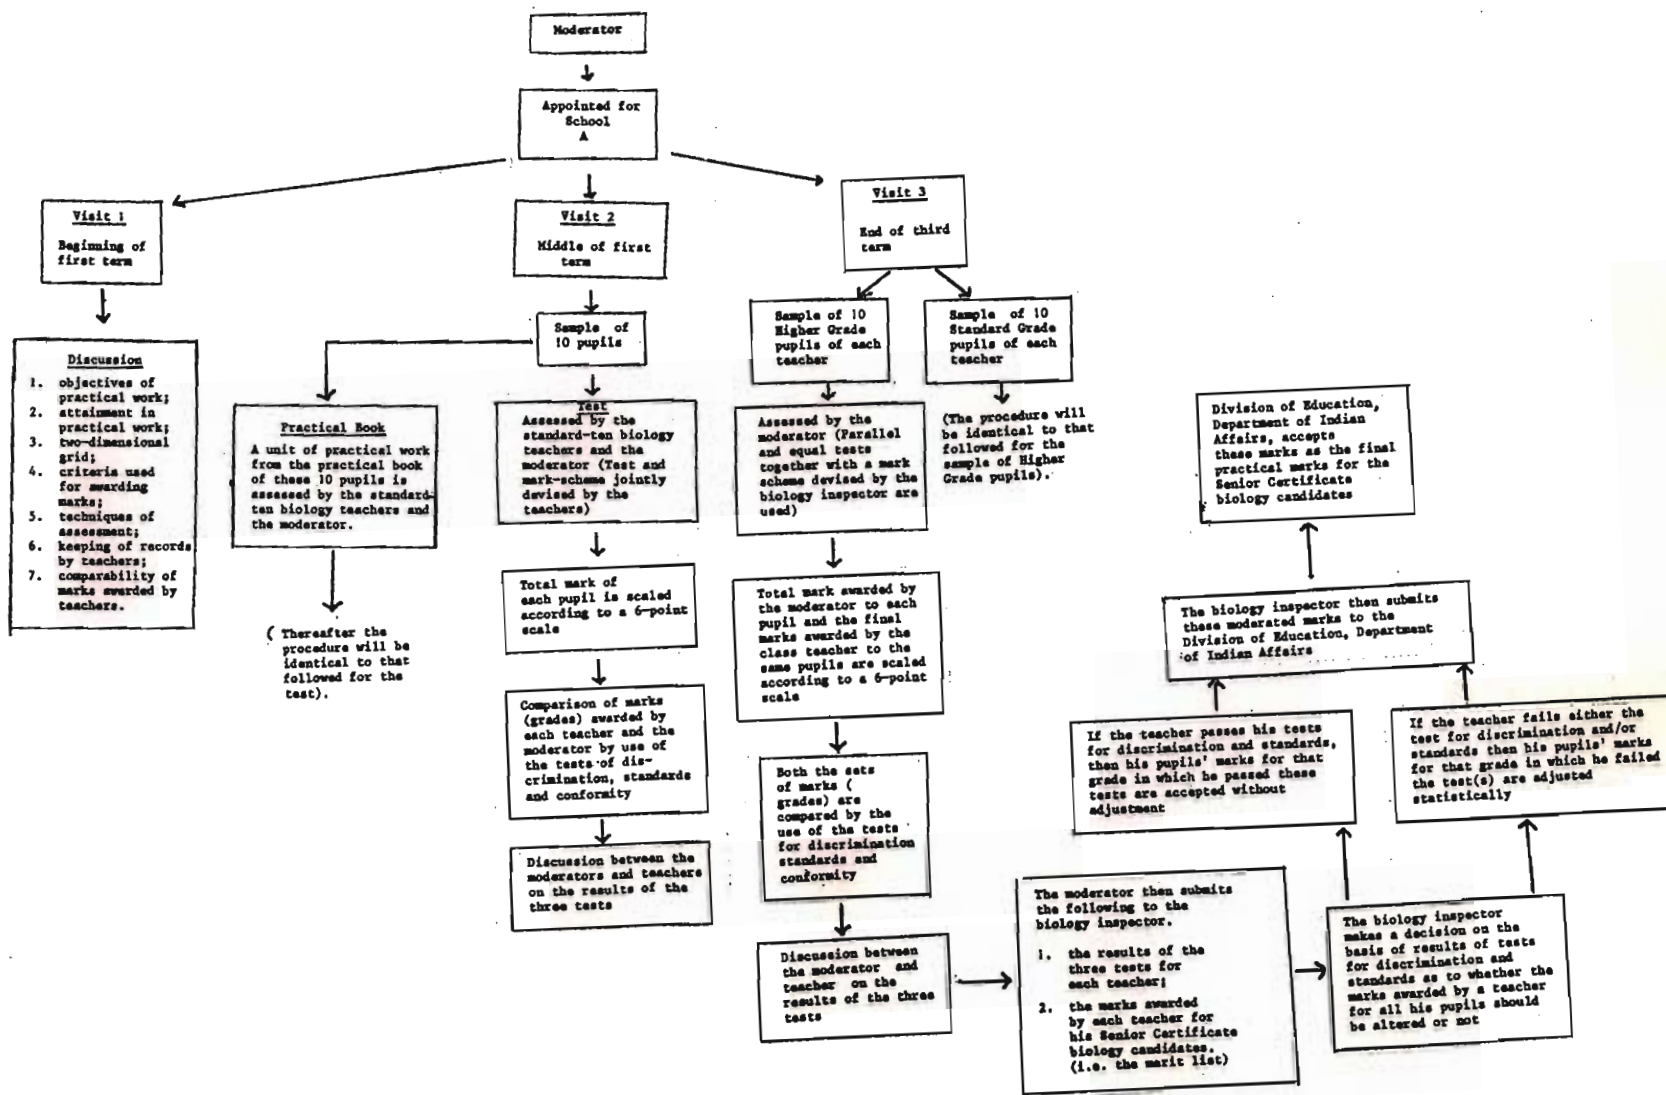 Moderator
Appointed for
School
A
Visit 1
Beginning of
first term
Discussion
1. objectives of
practical work;
2. attainment in
practical work;
3. two-dimensional
grid;
4. criteria used
for awarding
marks;
5. techniques of
assessment;
6. keeping of records
by teachers;
7. comparability of
marks awarded by
teachers.
Visit 2
Middle of first
term
Sample of
10 pupils
Practical Book
A unit of practical work
from the practical book
of these 10 pupils is
assessed by the standard-
ten biology teachers and
the moderator.
( Thereafter the
procedure will be
identical to that
followed for the
test).
Test
Assessed by the
standard-ten biology
teachers and the
moderator (Test and
mark-scheme jointly
devised by the
teachers)
Total mark of
each pupil is scaled
according to a 6-point
scale
Comparison of marks
(grades) awarded by
each teacher and the
moderator by use of
the tests of dis-
crimination, standards
and conformity
Discussion between the
moderators and teachers
on the results of the
three tests
Visit 3
End of third
term
Sample of 10
Higher Grade
pupils of each
teacher
Assessed by the
moderator (Parallel
and equal tests
together with a mark
scheme devised by the
biology inspector are
used)
Total mark awarded by
the moderator to each
pupil and the final
marks awarded by the
class teacher to the
same pupils are scaled
according to a 6-point
scale
Both the sets
of marks (
grades) are
compared by the
use of the tests
for discrimination
standards and
conformity
Discussion between
the moderator and
teacher on the
results of the three
tests
Sample of 10
Standard Grade
pupils of each
teacher
(The procedure will
be identical to that
followed for the
sample of Higher
Grade pupils).
The moderator then submits
the following to the
biology inspector.
1. the results of the
three tests for
each teacher;
2. the marks awarded
by each teacher for
his Senior Certificate
biology candidates.
(i.e. the marit list)
The biology inspector
makes a decision on the
basis of results of tests
for discrimination and
standards as to whether the
marks awarded by a teacher
for all his pupils should
be altered or not
If the teacher passes his tests
for discrimination and standards,
then his pupils' marks for that
grade in which he passed these
tests are accepted without
adjustment
If the teacher fails either the
test for discrimination and/or
standards then his pupils' marks
for that grade in which he failed
the test(s) are adjusted
statistically
The biology inspector then submits
these moderated marks to the
Division of Education, Department
of Indian Affairs
Division of Education,
Department of Indian
Affairs, accepts
these marks as the final
practical marks for the
Senior Certificate
biology candidates